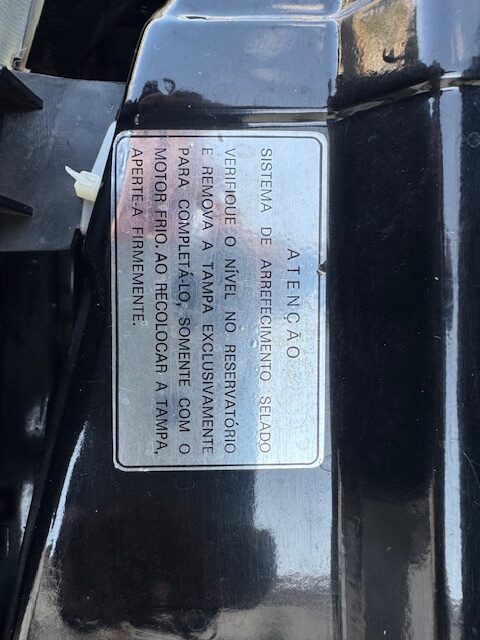 ATENÇÃO
SISTEMA DE ARREFECIMENTO SELADO
VERIFIQUE O NÍVEL NO RESERVATÓRIO
E REMOVA A TAMPA EXCLUSIVAMENTE
PARA COMPLETÁ-LO, SOMENTE COM O
MOTOR FRIO. AO RECOLOCAR A TAMPA,
APERTE-A FIRMEMENTE.